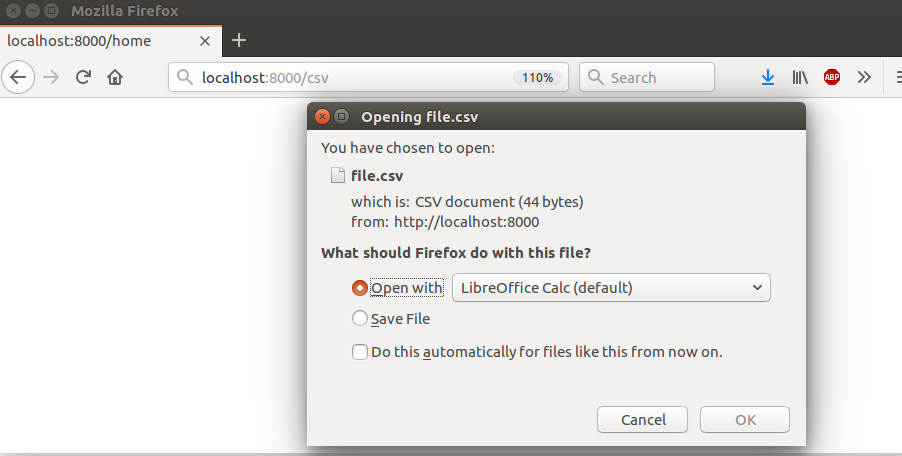 Mozilla Firefox
localhost:8000/home
localhost:8000/csv 110% Search ABP
Opening file.csv
You have chosen to open:
file.csv
which is: CSV document (44 bytes)
from: http://localhost:8000
What should Firefox do with this file?
Open with LibreOffice Calc (default)
Save File
Do this automatically for files like this from now on.
Cancel OK